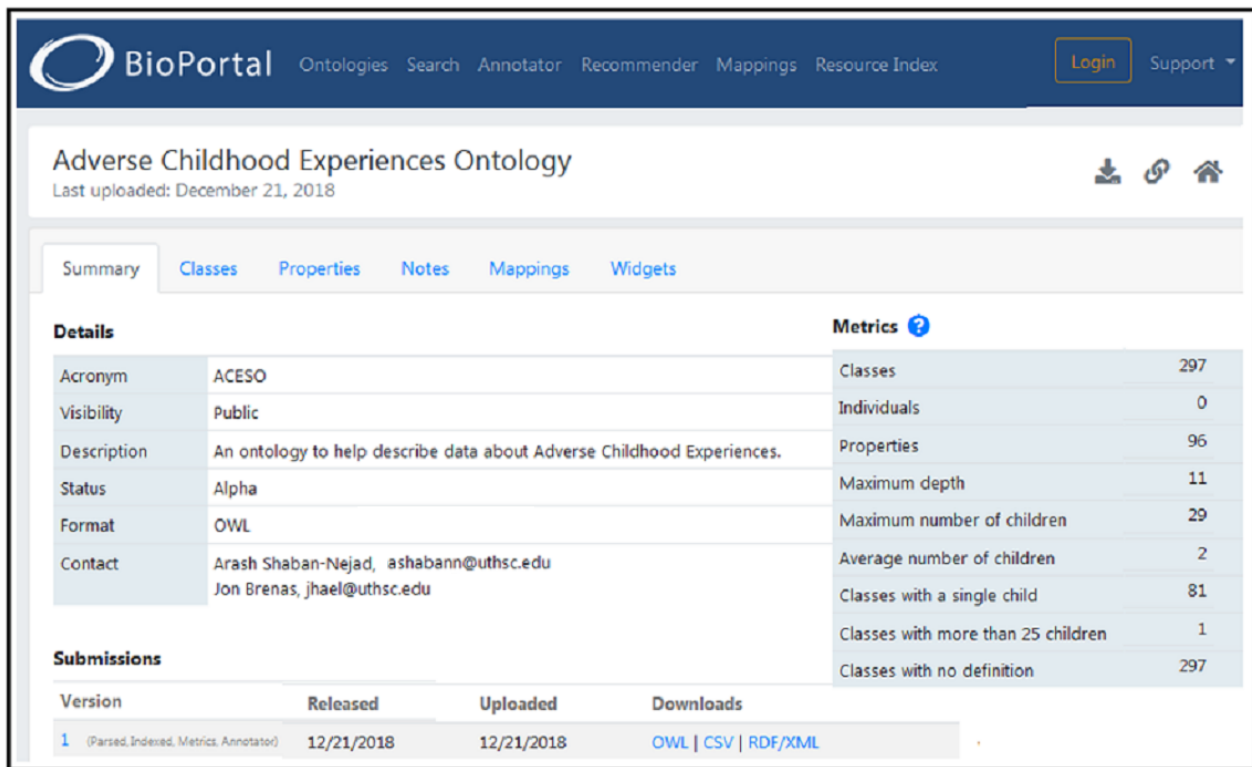 BioPortal Ontologies Search Annotator Recommender Mappings Resource Index Login Support
Adverse Childhood Experiences Ontology
Last uploaded: December 21, 2018
Summary Classes Properties Notes Mappings Widgets
Details
Acronym ACESO
Visibility Public
Description An ontology to help describe data about Adverse Childhood Experiences.
Status Alpha
Format OWL
Contact Arash Shaban-Nejad, ashabann@uthsc.edu
Jon Brenas, jhael@uthsc.edu
Metrics ?
Classes 297
Individuals 0
Properties 96
Maximum depth 11
Maximum number of children 29
Average number of children 2
Classes with a single child 81
Classes with more than 25 children 1
Classes with no definition 297
Submissions
Version Released Uploaded Downloads
1 (Parsed, Indexed, Metrics, Annotator) 12/21/2018 12/21/2018 OWL | CSV | RDF/XML